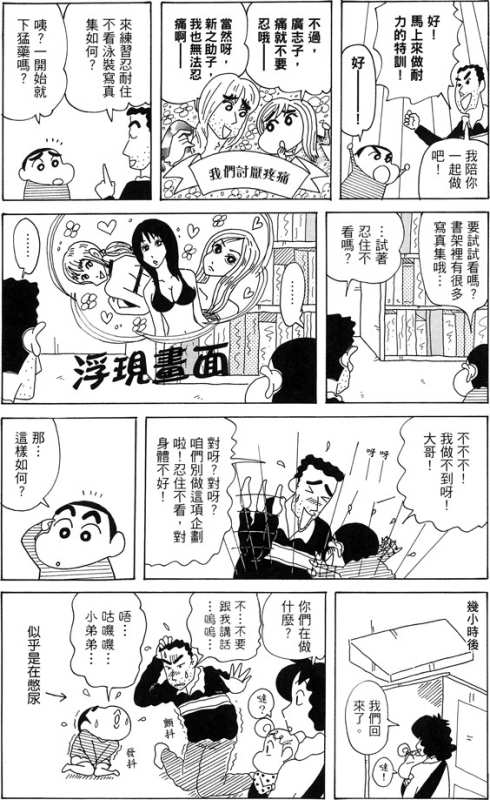 好！
馬上來做耐
力的特訓！
我陪你
一起做
吧！
好———！
不過，
廣志子，
痛就不要
忍哦——
當然呀，
新之助子，
我也無法忍
痛啊！
我們討厭疼痛
來練習忍耐住
不看泳裝寫真
集如何？
咦？一開始就
下猛藥嗎？
要試試看嗎？
書架裡有很多
寫真集哦…
…試著
忍住不
看嗎？
……
浮現畫面
……
不不不！
我做不到呀！
大哥！
呀
呀
對呀？對呀？
咱們別做這項企劃
啦！忍住不看，對
身體不好！
那…
這樣如何？
幾小時後
我們回
來了。
噠！
你們在做
什麼？
噠？
不…不要
跟我講話
…嗚嗚…
顫抖
唔…
咕嘰嘰…
小弟弟…
發抖
似乎是在憋尿